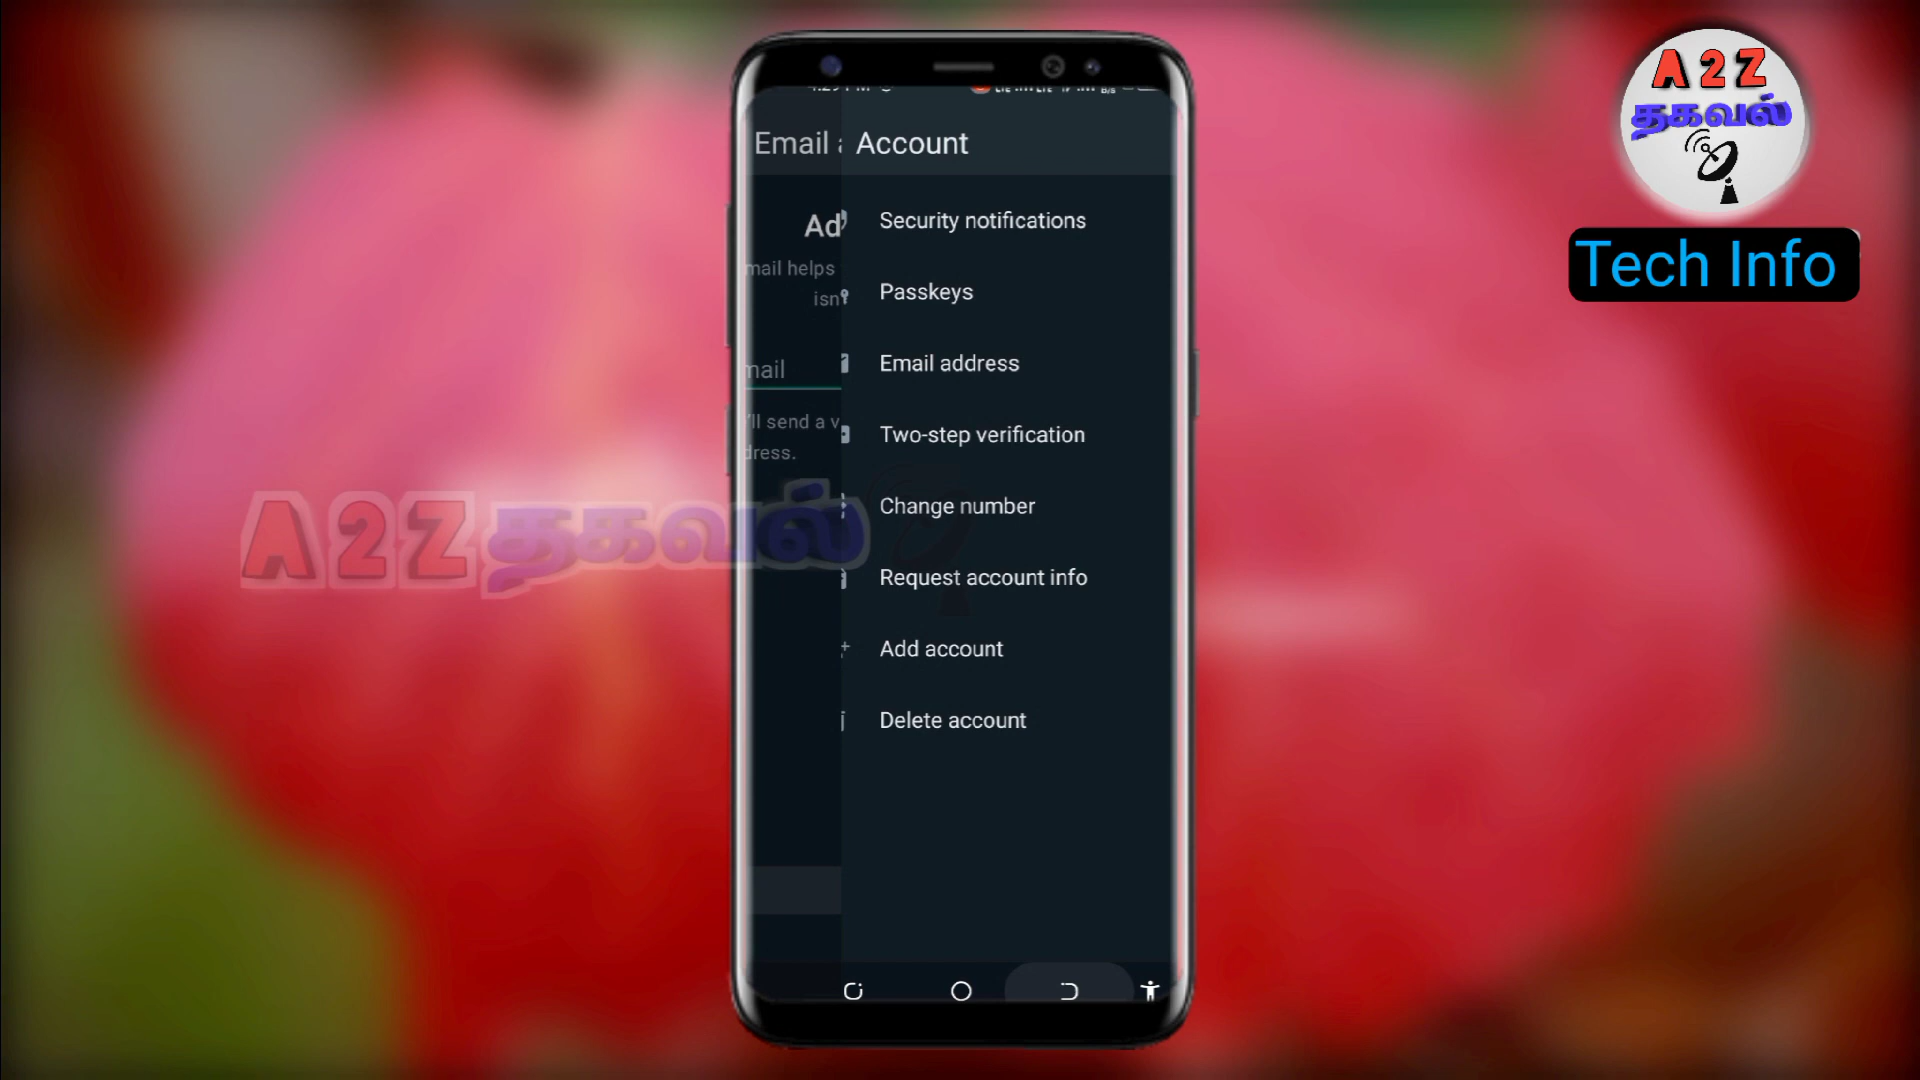 A2Z
தகவல்
Tech Info
Email
Account
Ad
mail helps
isn
mail
'll send a v
dress.
Security notifications
Passkeys
Email address
Two-step verification
Change number
Request account info
Add account
Delete account
A2Z தகவல்